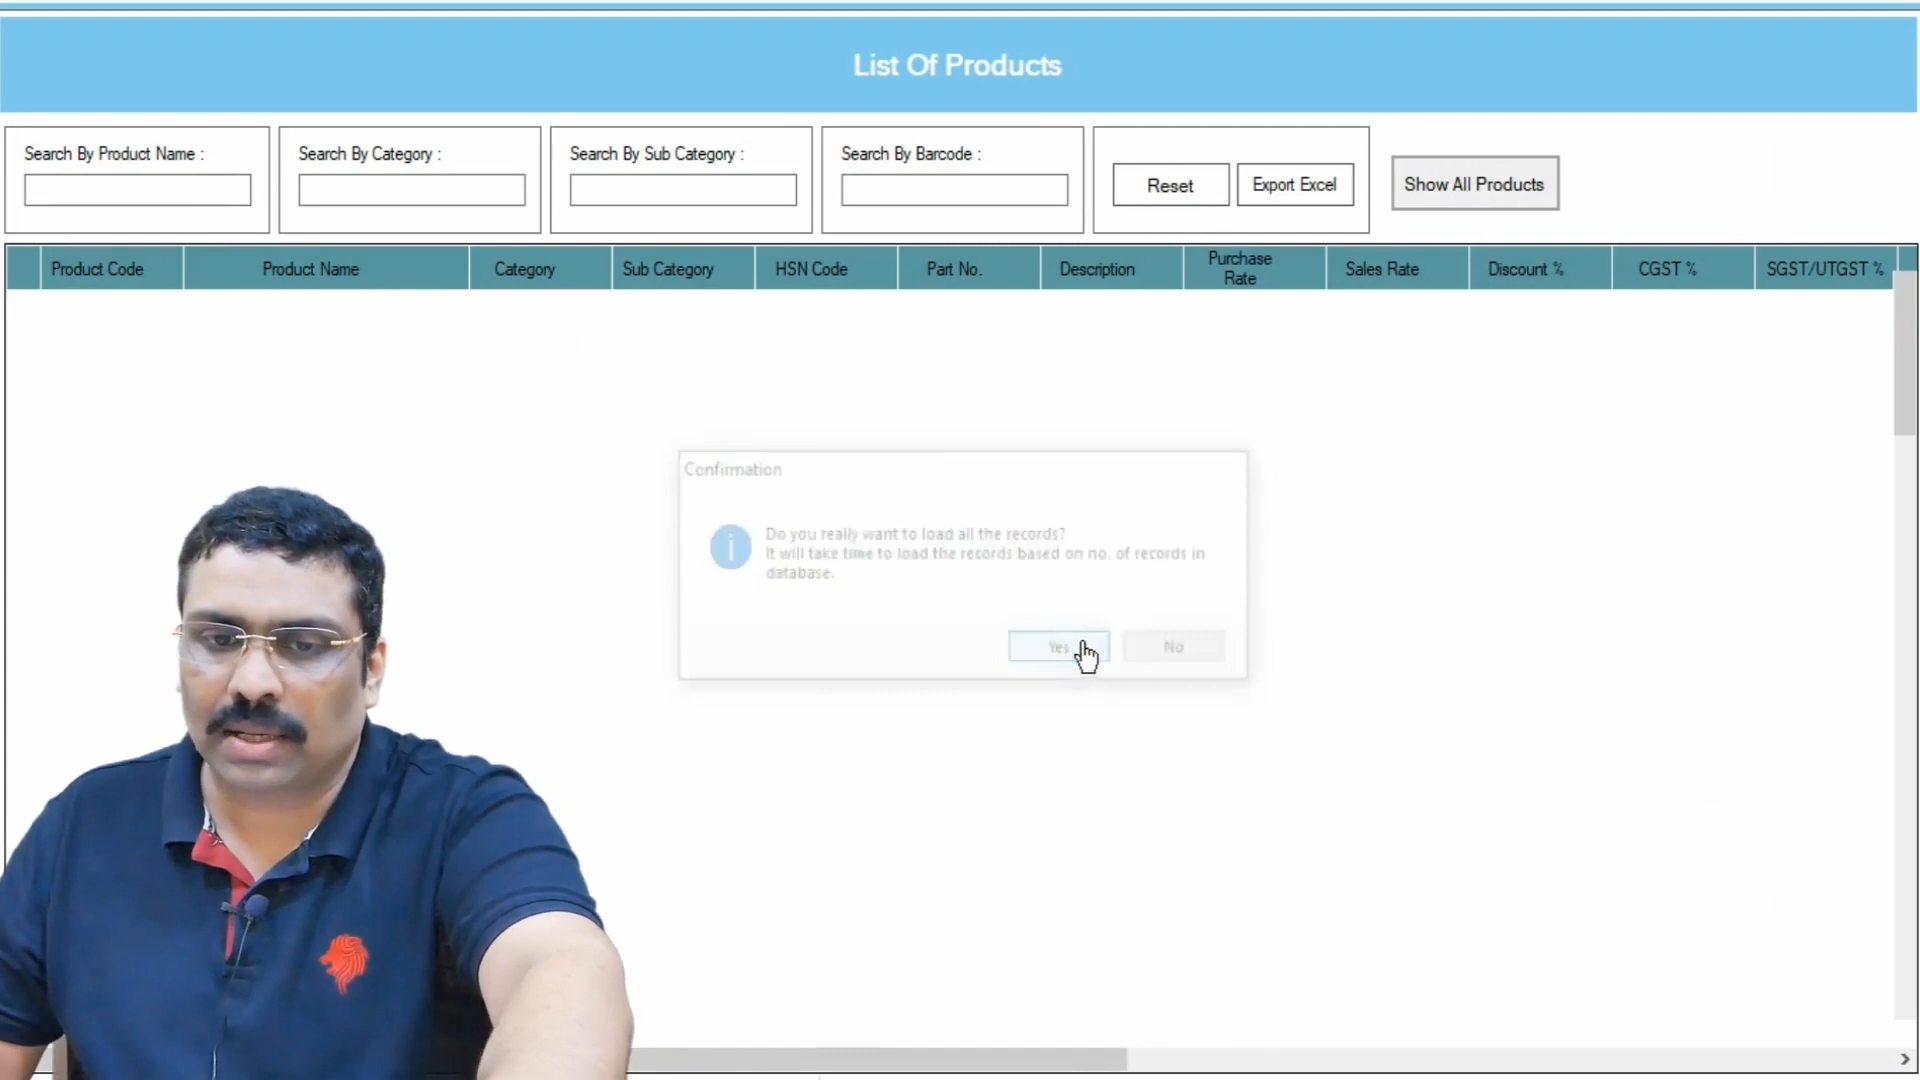 List Of Products
Search By Product Name :
Search By Category :
Search By Sub Category :
Search By Barcode :
Reset
Export Excel
Show All Products
Product Code
Product Name
Category
Sub Category
HSN Code
Part No.
Description
Purchase
Rate
Sales Rate
Discount %
CGST %
SGST/UTGST %
Confirmation
Do you really want to load all the records?
It will take time to load the records based on no. of records in
database.
Yes
No